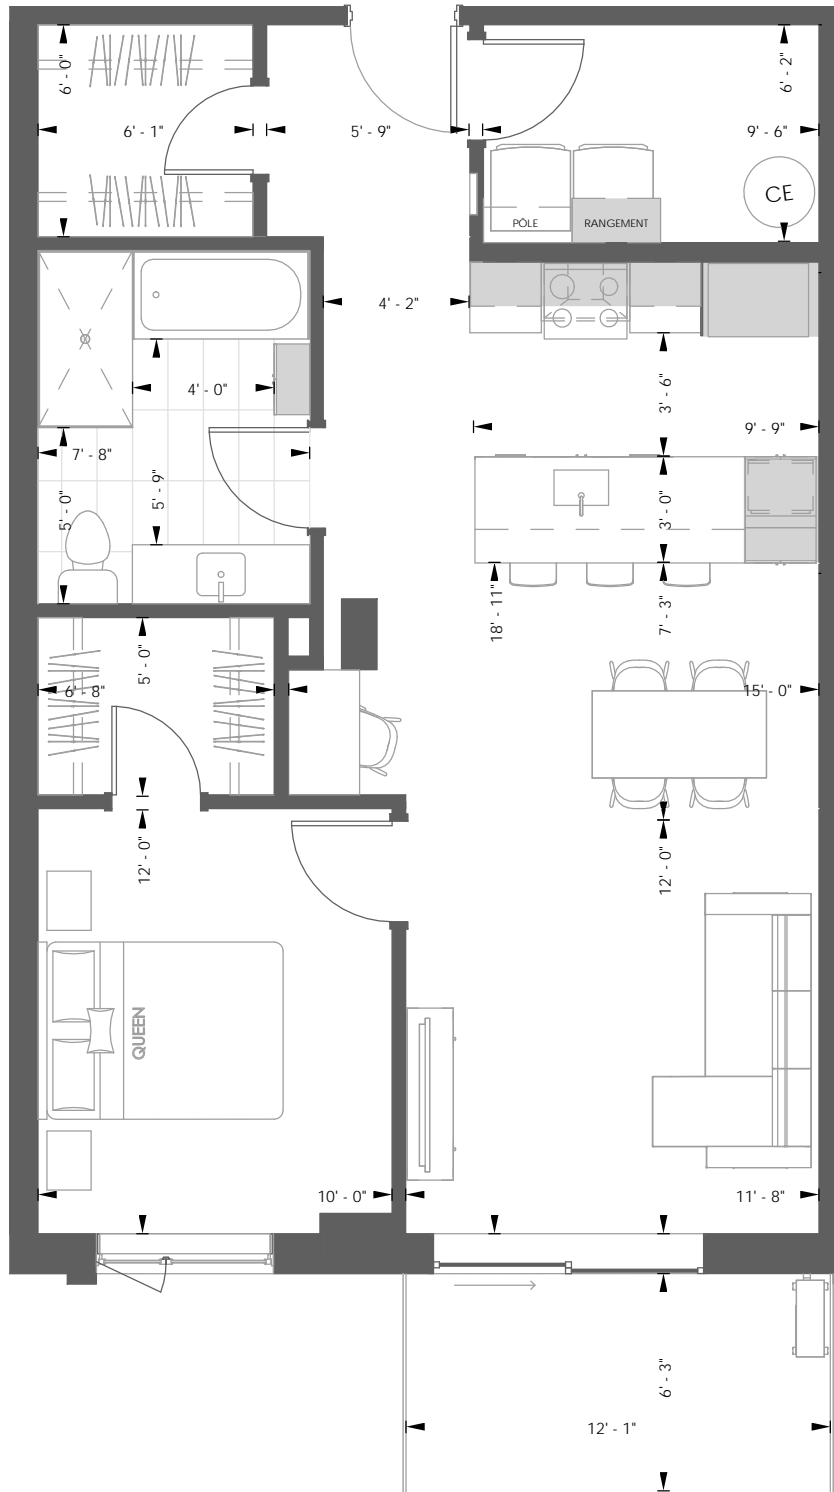 6' - 0"
6' - 2"
6' - 1"
5' - 9"
9' - 6"
CE
PÔLE
RANGEMENT
4' - 2"
4' - 0"
3' - 6"
9' - 9"
7' - 8"
5' - 9"
5' - 0"
3' - 0"
18' - 11"
7' - 3"
5' - 0"
6' - 8"
15' - 0"
12' - 0"
12' - 0"
QUEEN
10' - 0"
11' - 8"
6' - 3"
12' - 1"